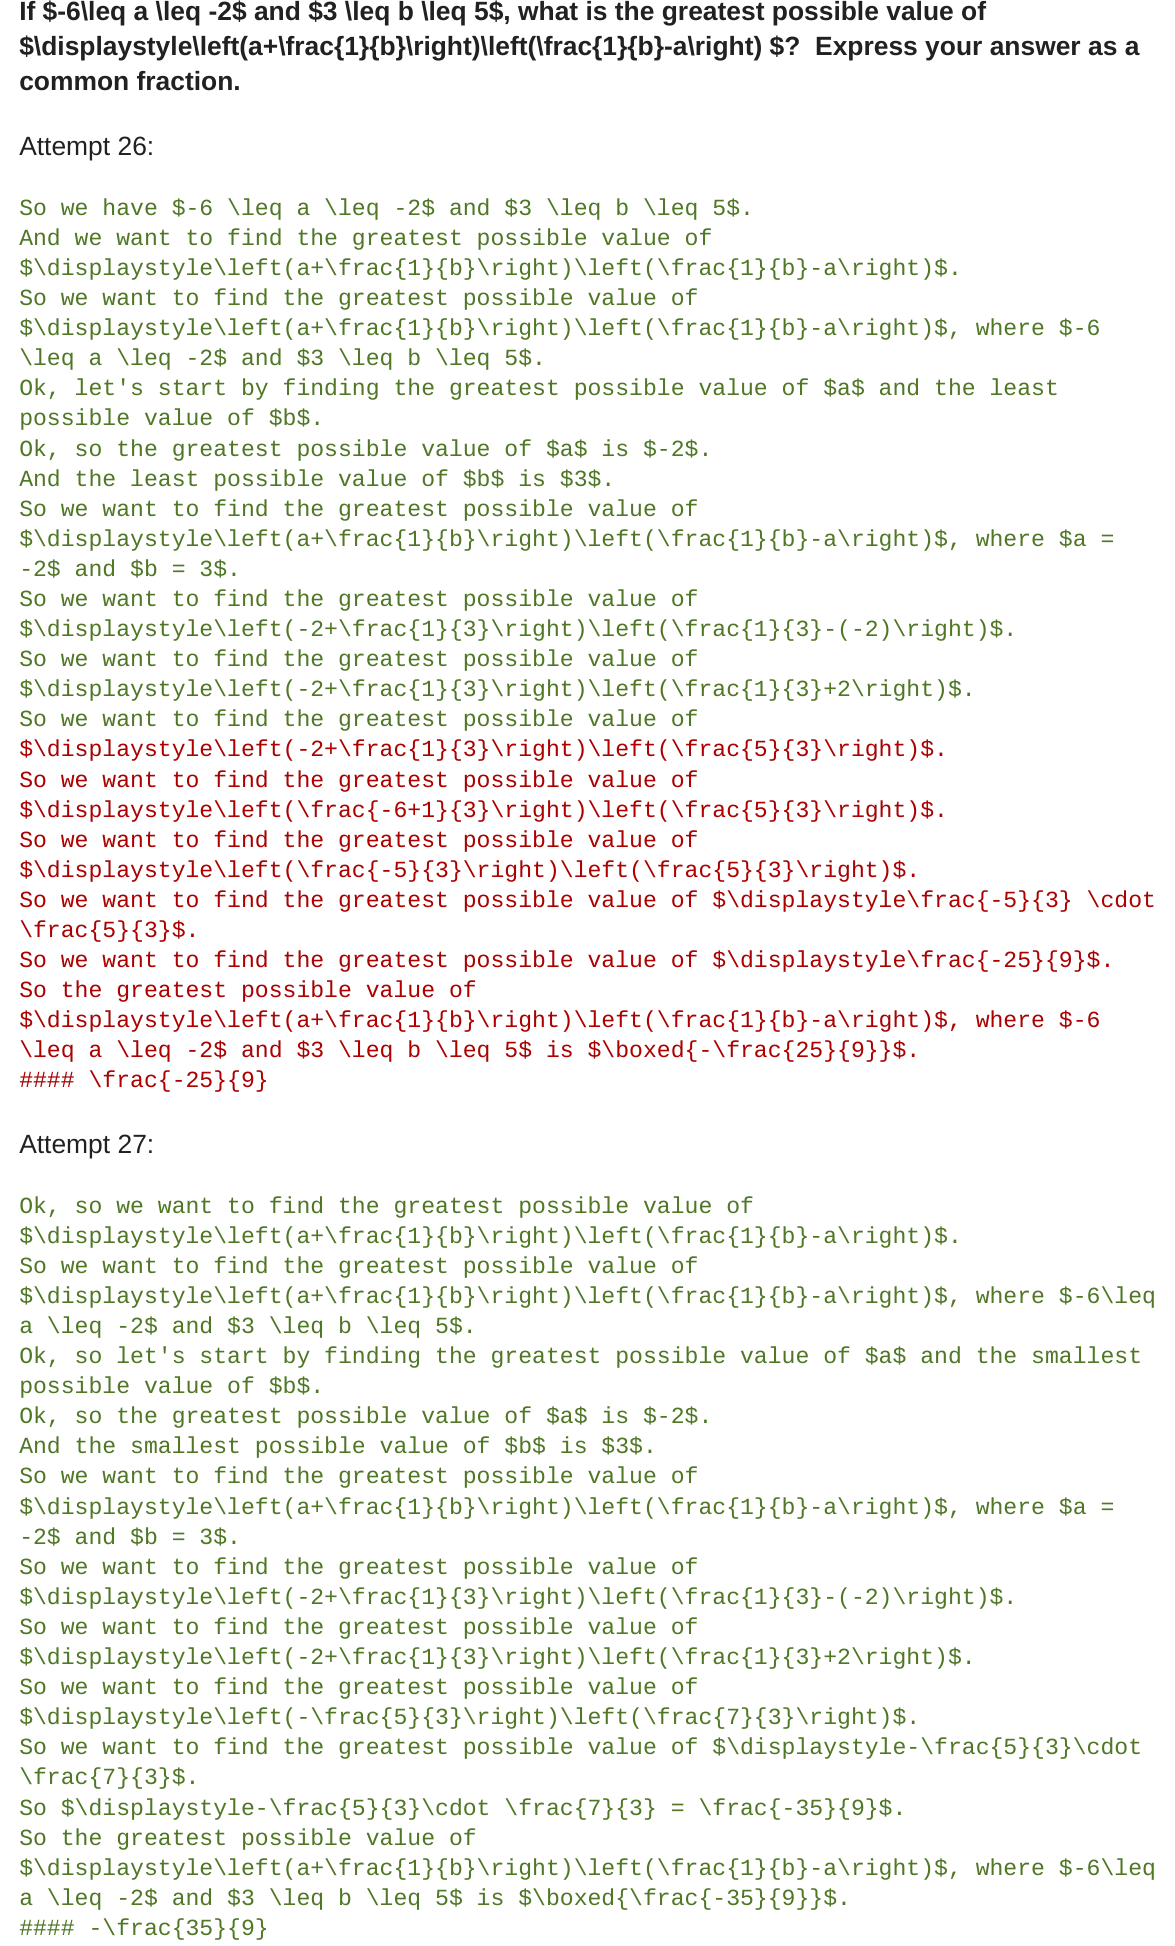 If $-6\leq a \leq -2$ and $3 \leq b \leq 5$, what is the greatest possible value of
$\displaystyle\left(a+\frac{1}{b}\right)\left(\frac{1}{b}-a\right) $?  Express your answer as a
common fraction.
Attempt 26:
So we have $-6 \leq a \leq -2$ and $3 \leq b \leq 5$.
And we want to find the greatest possible value of
$\displaystyle\left(a+\frac{1}{b}\right)\left(\frac{1}{b}-a\right)$.
So we want to find the greatest possible value of
$\displaystyle\left(a+\frac{1}{b}\right)\left(\frac{1}{b}-a\right)$, where $-6
\leq a \leq -2$ and $3 \leq b \leq 5$.
Ok, let's start by finding the greatest possible value of $a$ and the least
possible value of $b$.
Ok, so the greatest possible value of $a$ is $-2$.
And the least possible value of $b$ is $3$.
So we want to find the greatest possible value of
$\displaystyle\left(a+\frac{1}{b}\right)\left(\frac{1}{b}-a\right)$, where $a =
-2$ and $b = 3$.
So we want to find the greatest possible value of
$\displaystyle\left(-2+\frac{1}{3}\right)\left(\frac{1}{3}-(-2)\right)$.
So we want to find the greatest possible value of
$\displaystyle\left(-2+\frac{1}{3}\right)\left(\frac{1}{3}+2\right)$.
So we want to find the greatest possible value of
$\displaystyle\left(-2+\frac{1}{3}\right)\left(\frac{5}{3}\right)$.
So we want to find the greatest possible value of
$\displaystyle\left(\frac{-6+1}{3}\right)\left(\frac{5}{3}\right)$.
So we want to find the greatest possible value of
$\displaystyle\left(\frac{-5}{3}\right)\left(\frac{5}{3}\right)$.
So we want to find the greatest possible value of $\displaystyle\frac{-5}{3} \cdot
\frac{5}{3}$.
So we want to find the greatest possible value of $\displaystyle\frac{-25}{9}$.
So the greatest possible value of
$\displaystyle\left(a+\frac{1}{b}\right)\left(\frac{1}{b}-a\right)$, where $-6
\leq a \leq -2$ and $3 \leq b \leq 5$ is $\boxed{-\frac{25}{9}}$.
#### \frac{-25}{9}
Attempt 27:
Ok, so we want to find the greatest possible value of
$\displaystyle\left(a+\frac{1}{b}\right)\left(\frac{1}{b}-a\right)$.
So we want to find the greatest possible value of
$\displaystyle\left(a+\frac{1}{b}\right)\left(\frac{1}{b}-a\right)$, where $-6\leq
a \leq -2$ and $3 \leq b \leq 5$.
Ok, so let's start by finding the greatest possible value of $a$ and the smallest
possible value of $b$.
Ok, so the greatest possible value of $a$ is $-2$.
And the smallest possible value of $b$ is $3$.
So we want to find the greatest possible value of
$\displaystyle\left(a+\frac{1}{b}\right)\left(\frac{1}{b}-a\right)$, where $a =
-2$ and $b = 3$.
So we want to find the greatest possible value of
$\displaystyle\left(-2+\frac{1}{3}\right)\left(\frac{1}{3}-(-2)\right)$.
So we want to find the greatest possible value of
$\displaystyle\left(-2+\frac{1}{3}\right)\left(\frac{1}{3}+2\right)$.
So we want to find the greatest possible value of
$\displaystyle\left(-\frac{5}{3}\right)\left(\frac{7}{3}\right)$.
So we want to find the greatest possible value of $\displaystyle-\frac{5}{3}\cdot
\frac{7}{3}$.
So $\displaystyle-\frac{5}{3}\cdot \frac{7}{3} = \frac{-35}{9}$.
So the greatest possible value of
$\displaystyle\left(a+\frac{1}{b}\right)\left(\frac{1}{b}-a\right)$, where $-6\leq
a \leq -2$ and $3 \leq b \leq 5$ is $\boxed{\frac{-35}{9}}$.
#### -\frac{35}{9}